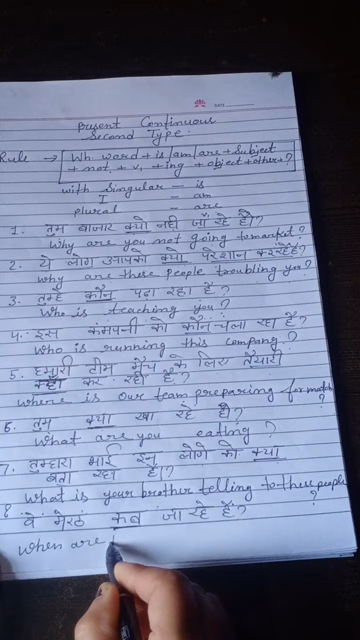 DATE
Present Continuous
Second Type
Rule → Wh. word + is/am/are + subject
+ not + v₁ + ing + object + others?
with singular — is
I — am
plural — are
1. तुम बाजार क्यों नहीं जा रहे हो?
Why are you not going to market?
2. ये लोग आपको क्यों परेशान कर रहे हैं?
why are these people troubling you?
3. तुम्हें कौन पढ़ा रहा है?
Who is teaching you?
4. इस कम्पनी को कौन चला रहा है?
Who is running this company?
5. हमारी टीम मैच के लिए तैयारी
कर रही है?
where is our team preparing for match?
6. तुम क्या खा रहे हो?
What are you eating?
7. तुम्हारा भाई इन लोगो को क्या
बता रहा है?
What is your brother telling to these people?
8. वे मेरठ कब जा रहे हैं?
When are